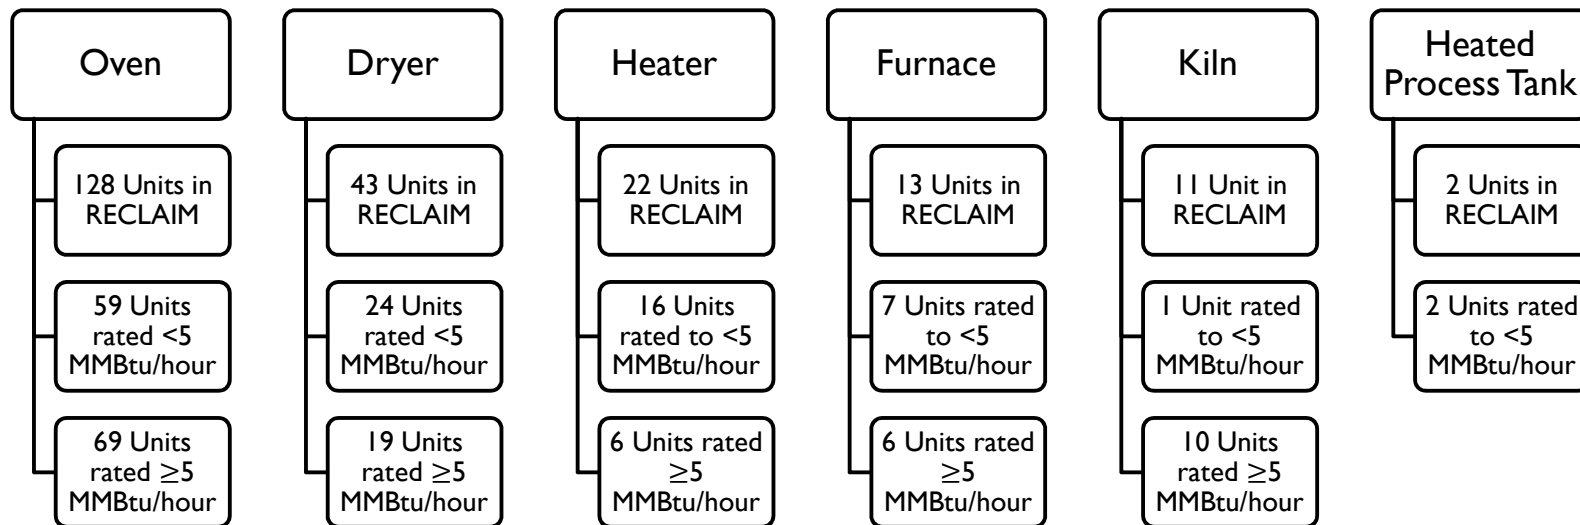 Oven
128 Units in
RECLAIM
59 Units
rated <5
MMBtu/hour
69 Units
rated ≥5
MMBtu/hour
Dryer
43 Units in
RECLAIM
24 Units
rated <5
MMBtu/hour
19 Units
rated ≥5
MMBtu/hour
Heater
22 Units in
RECLAIM
16 Units
rated to <5
MMBtu/hour
6 Units rated
≥5
MMBtu/hour
Furnace
13 Units in
RECLAIM
7 Units rated
to <5
MMBtu/hour
6 Units rated
≥5
MMBtu/hour
Kiln
11 Unit in
RECLAIM
1 Unit rated
to <5
MMBtu/hour
10 Units
rated ≥5
MMBtu/hour
Heated
Process Tank
2 Units in
RECLAIM
2 Units rated
to <5
MMBtu/hour